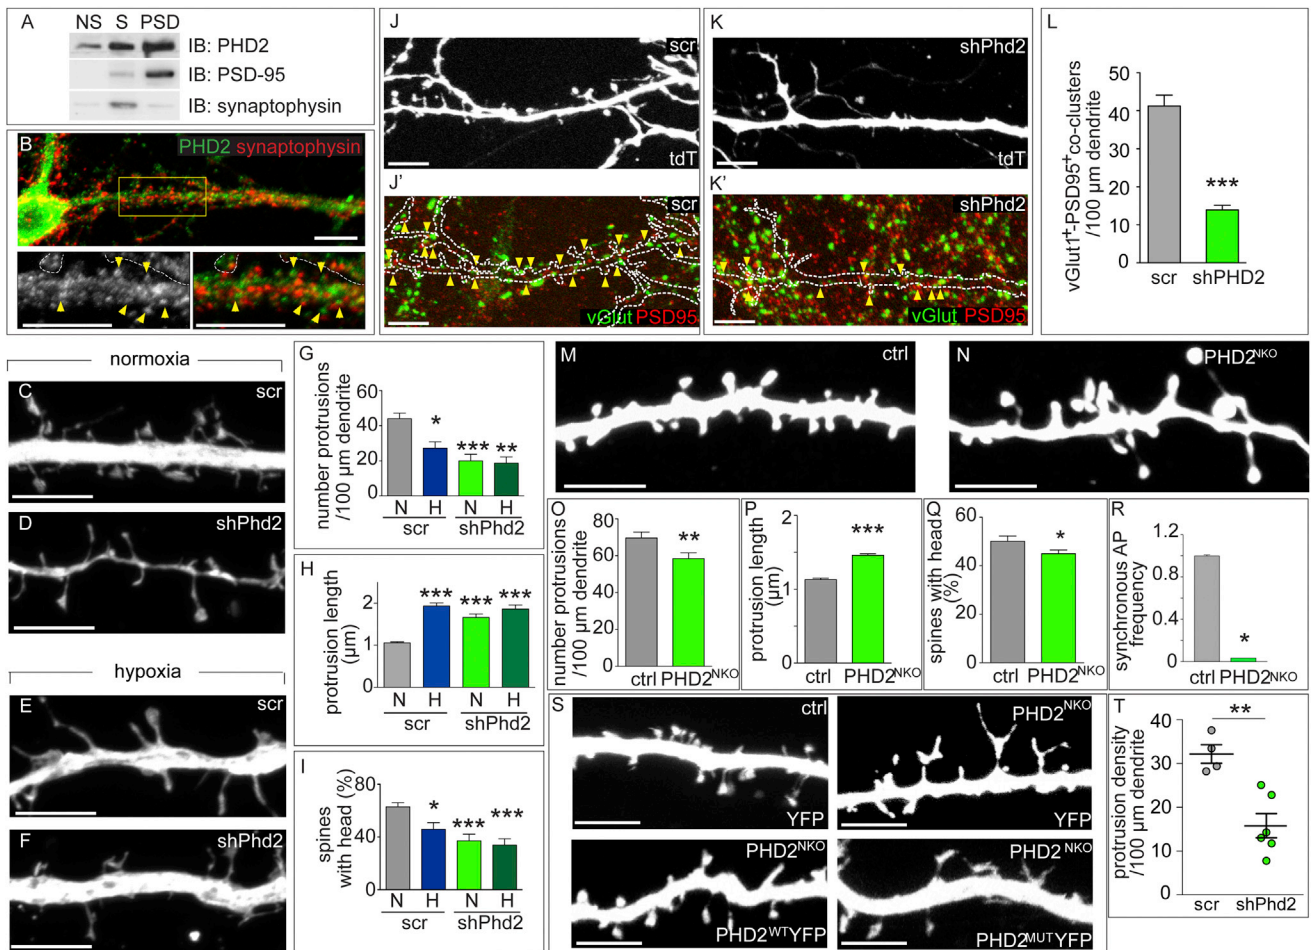 A
NS S PSD
IB: PHD2
IB: PSD-95
IB: synaptophysin
B
PHD2 synaptophysin
normoxia
C
scr
D
shPhd2
hypoxia
E
scr
F
shPhd2
G
number protrusions
/100 µm dendrite
60
40
20
0
*
***
**
N H N H
scr shPhd2
H
protrusion length
(µm)
2
1
0
***
***
***
N H N H
scr shPhd2
I
spines
with head (%)
80
40
0
*
***
***
N H N H
scr shPhd2
J
scr
tdT
J'
scr
vGlut PSD95
K
shPhd2
tdT
K'
shPhd2
vGlut PSD95
L
vGlut1+-PSD95+co-clusters
/100 µm dendrite
50
40
30
20
10
0
***
scr shPHD2
M
ctrl
N
PHD2NKO
O
number protrusions
/100 µm dendrite
80
60
40
20
0
**
ctrl PHD2NKO
P
protrusion length
(µm)
2
1
0
***
ctrl PHD2NKO
Q
spines with head
(%)
60
40
20
0
*
ctrl PHD2NKO
R
synchronous AP
frequency
1.2
0.8
0.4
0
*
ctrl PHD2NKO
S
ctrl
YFP
PHD2NKO
YFP
PHD2NKO
PHD2WTYFP
PHD2NKO
PHD2MUTYFP
T
protrusion density
/100 µm dendrite
40
30
20
10
0
**
scr shPhd2